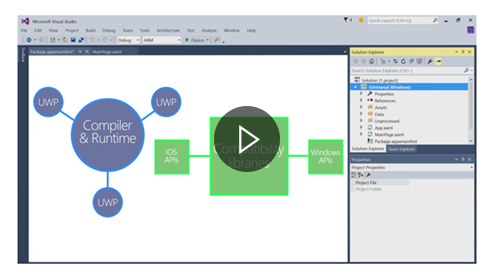 Microsoft Visual Studio
Quick Launch (Ctrl+Q)
File Edit View Project Build Debug Team Tools Architecture Test Analyze Window Help
Debug ARM Device
Toolbox
Package.appxmanifest MainPage.xaml
UWP
UWP
Compiler
& Runtime
UWP
iOS
APIs
Compatibility
libraries
Windows
APIs
Solution Explorer
Search Solution Explorer (Ctrl+;)
Solution (1 project)
(Universal Windows)
Properties
References
Assets
Data
Unprocessed
App.xaml
MainPage.xaml
Package.appxmanifest
Solution Explorer Team Explorer
Properties
Project Properties
Project File
Project Folder